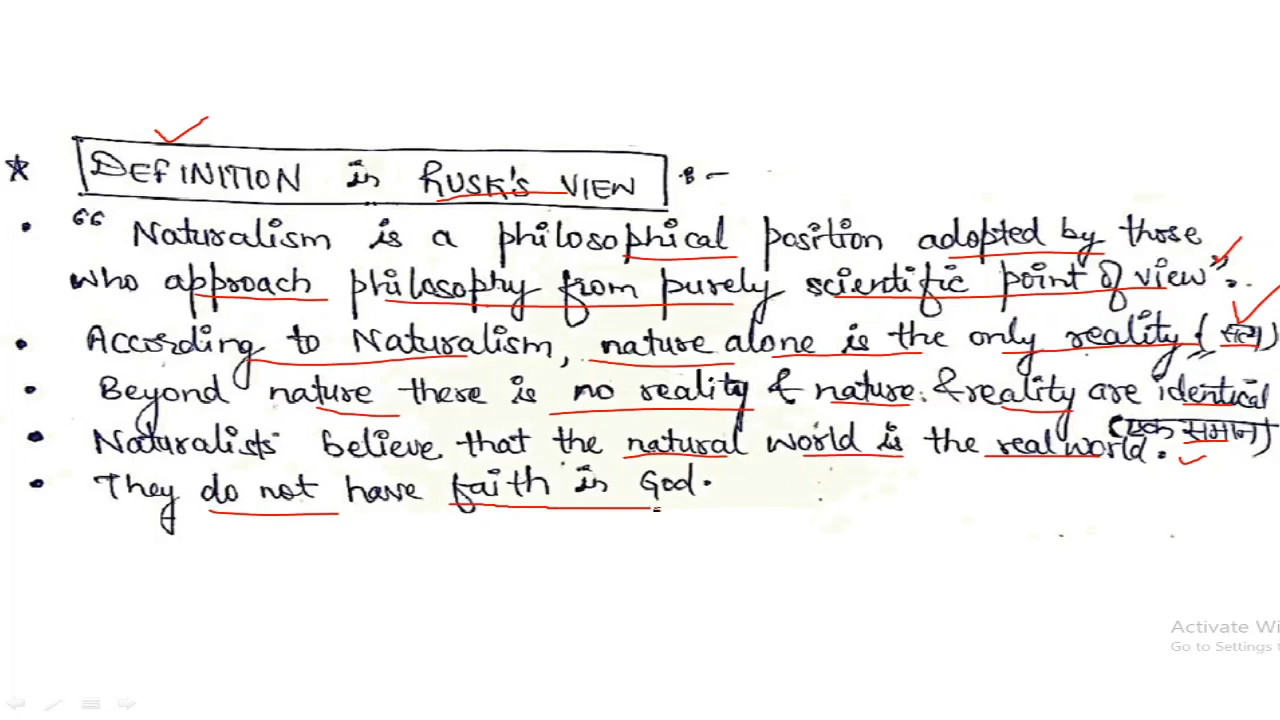 * DEFINITION in RUSK'S VIEW :-
• “ Naturalism is a philosophical position adopted by those
who approach philosophy from purely scientific point of view”.
• According to Naturalism, nature alone is the only reality (सत्य)
• Beyond nature there is no reality & nature. & reality are identical
(एक समान)
• Naturalists believe that the natural world is the real world.
• They do not have faith in God.
Activate Wi
Go to Settings t